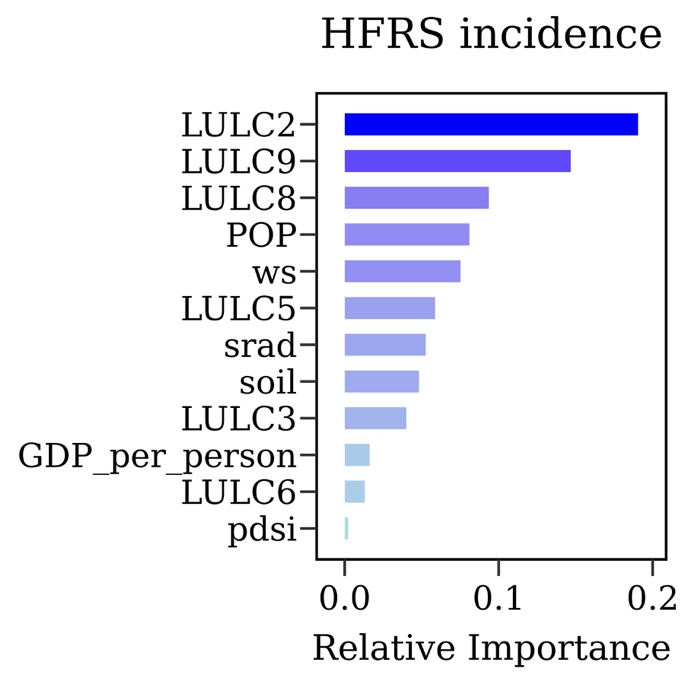 HFRS incidence
LULC2
LULC9
LULC8
POP
ws
LULC5
srad
soil
LULC3
GDP_per_person
LULC6
pdsi
0.0 0.1 0.2
Relative Importance